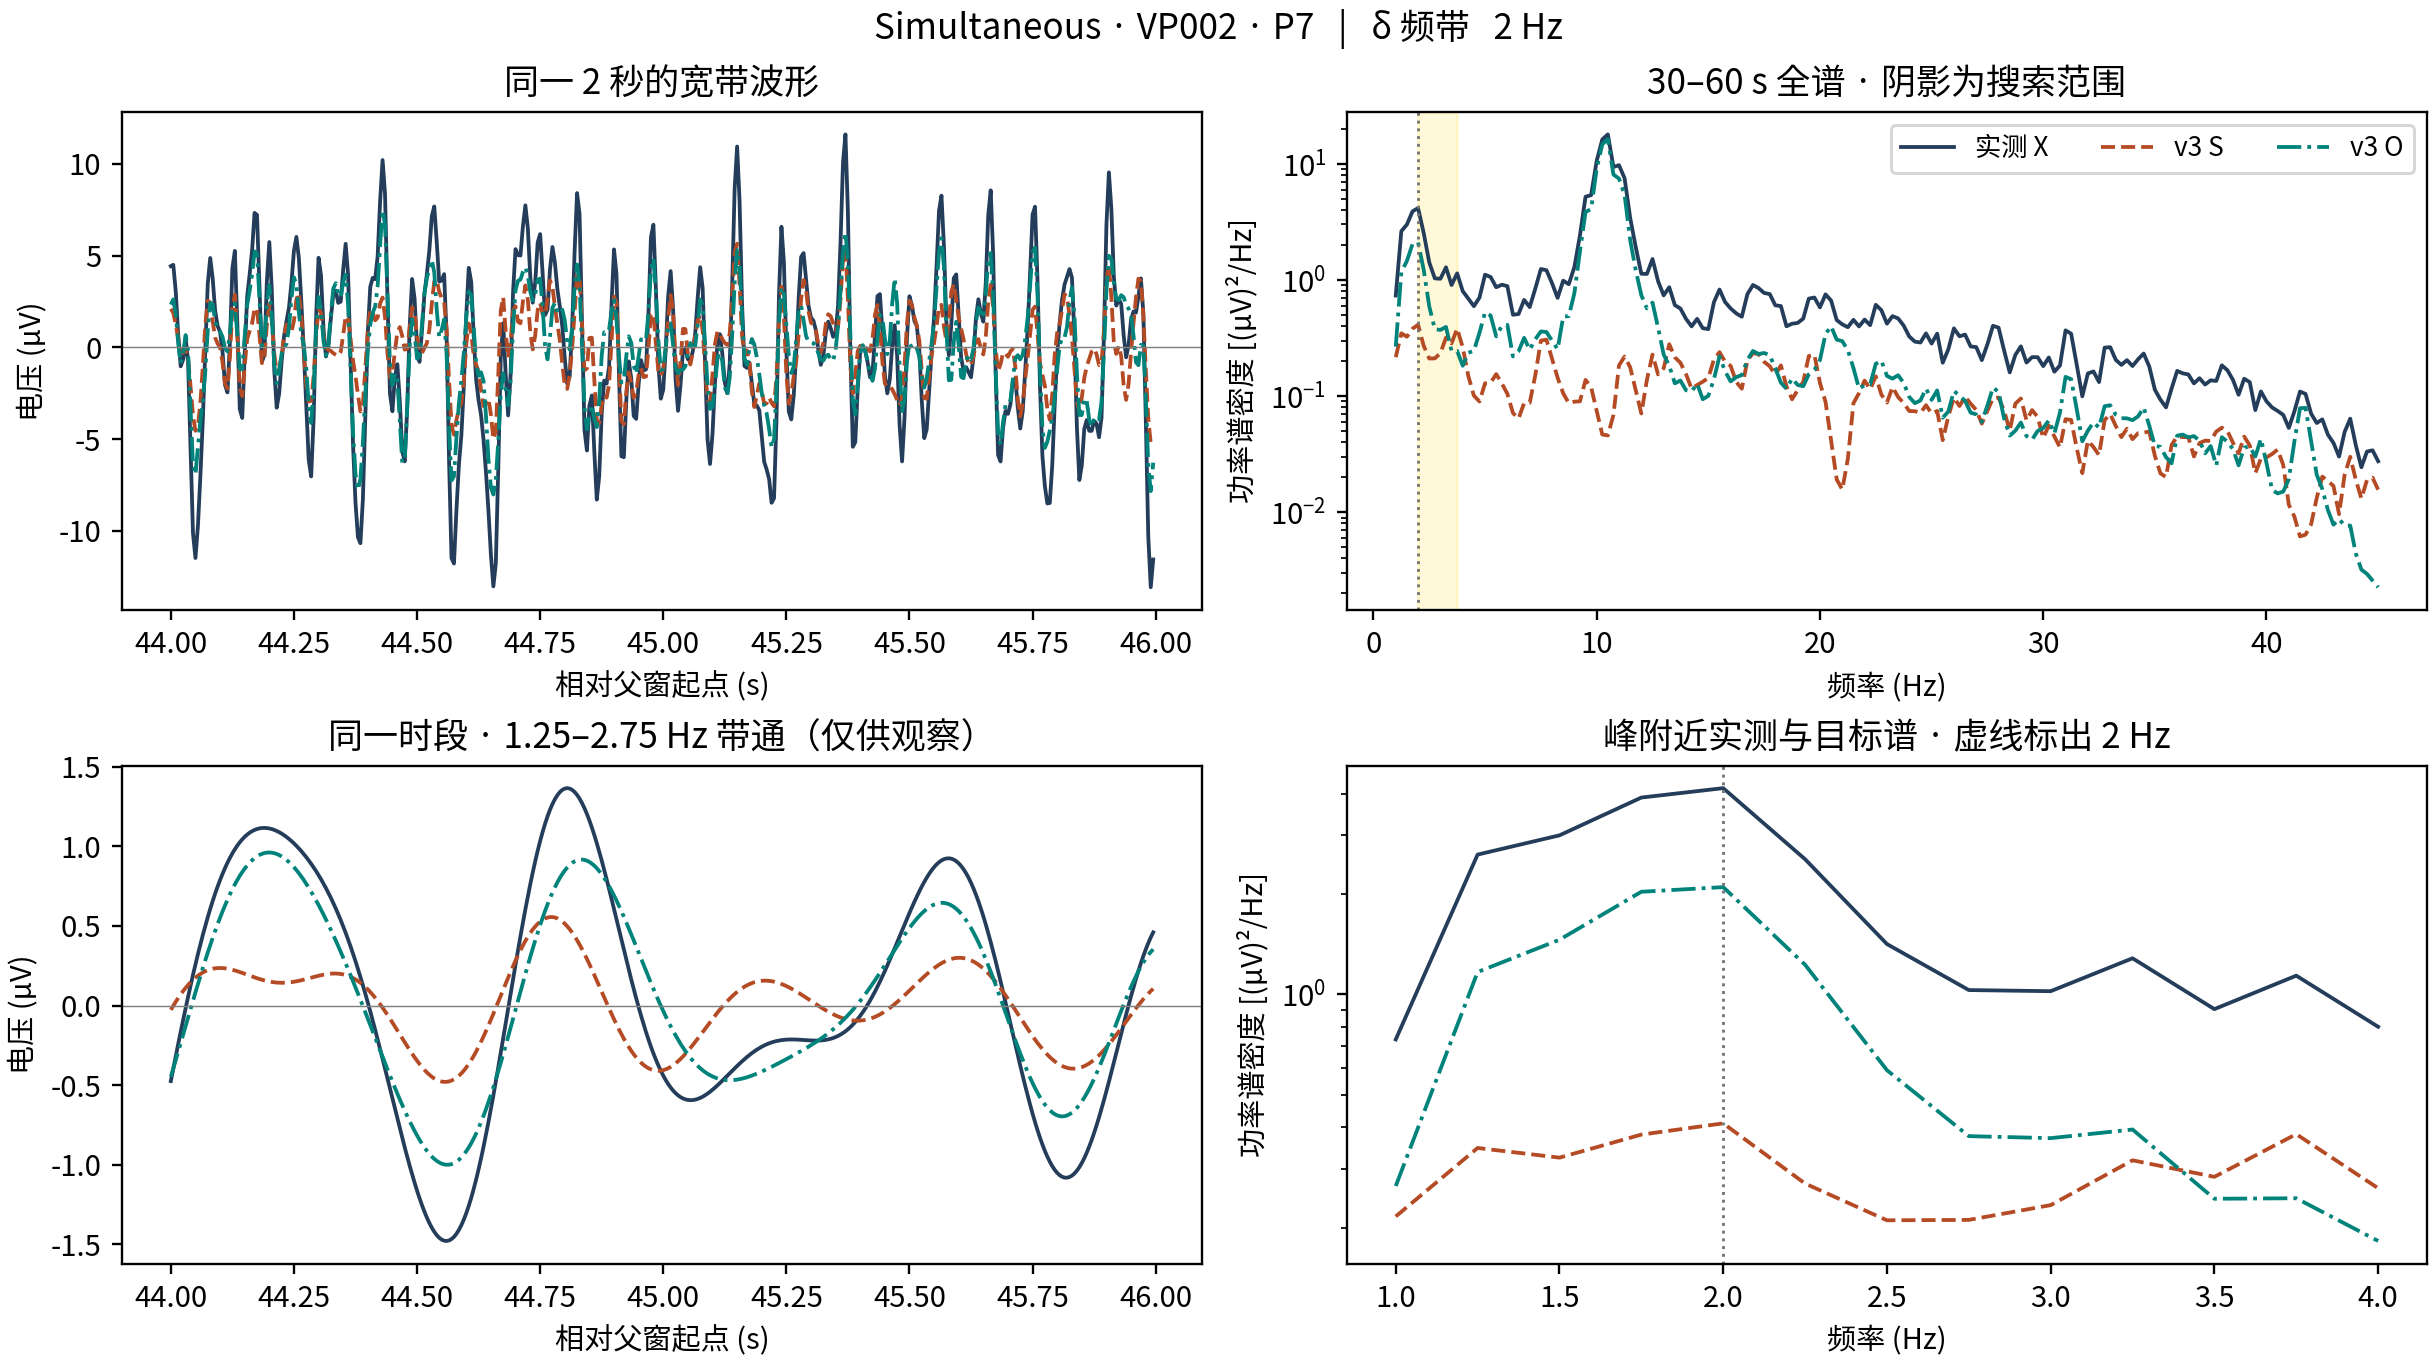 Simultaneous · VP002 · P7 | δ 频带 2 Hz
同一 2 秒的宽带波形
电压 (μV)
10
5
0
-5
-10
44.00 44.25 44.50 44.75 45.00 45.25 45.50 45.75 46.00
相对父窗起点 (s)
30–60 s 全谱 · 阴影为搜索范围
实测 X v3 S v3 O
功率谱密度 [(μV)²/Hz]
10¹
10⁰
10⁻¹
10⁻²
0 10 20 30 40
频率 (Hz)
同一时段 · 1.25–2.75 Hz 带通（仅供观察）
电压 (μV)
1.5
1.0
0.5
0.0
-0.5
-1.0
-1.5
44.00 44.25 44.50 44.75 45.00 45.25 45.50 45.75 46.00
相对父窗起点 (s)
峰附近实测与目标谱 · 虚线标出 2 Hz
功率谱密度 [(μV)²/Hz]
10⁰
1.0 1.5 2.0 2.5 3.0 3.5 4.0
频率 (Hz)